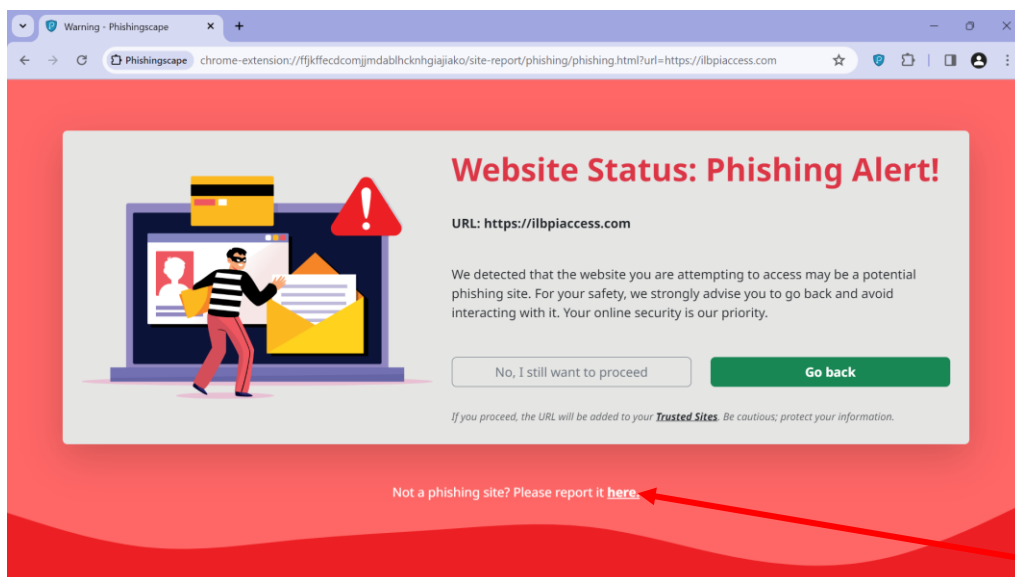 Warning - Phishingscape
Phishingscape chrome-extension://ffjkffecdcomjjmdablhcknhgiajiako/site-report/phishing/phishing.html?url=https://ilbpiaccess.com
Website Status: Phishing Alert!
URL: https://ilbpiaccess.com
We detected that the website you are attempting to access may be a potential
phishing site. For your safety, we strongly advise you to go back and avoid
interacting with it. Your online security is our priority.
No, I still want to proceed
Go back
If you proceed, the URL will be added to your Trusted Sites. Be cautious; protect your information.
Not a phishing site? Please report it here.